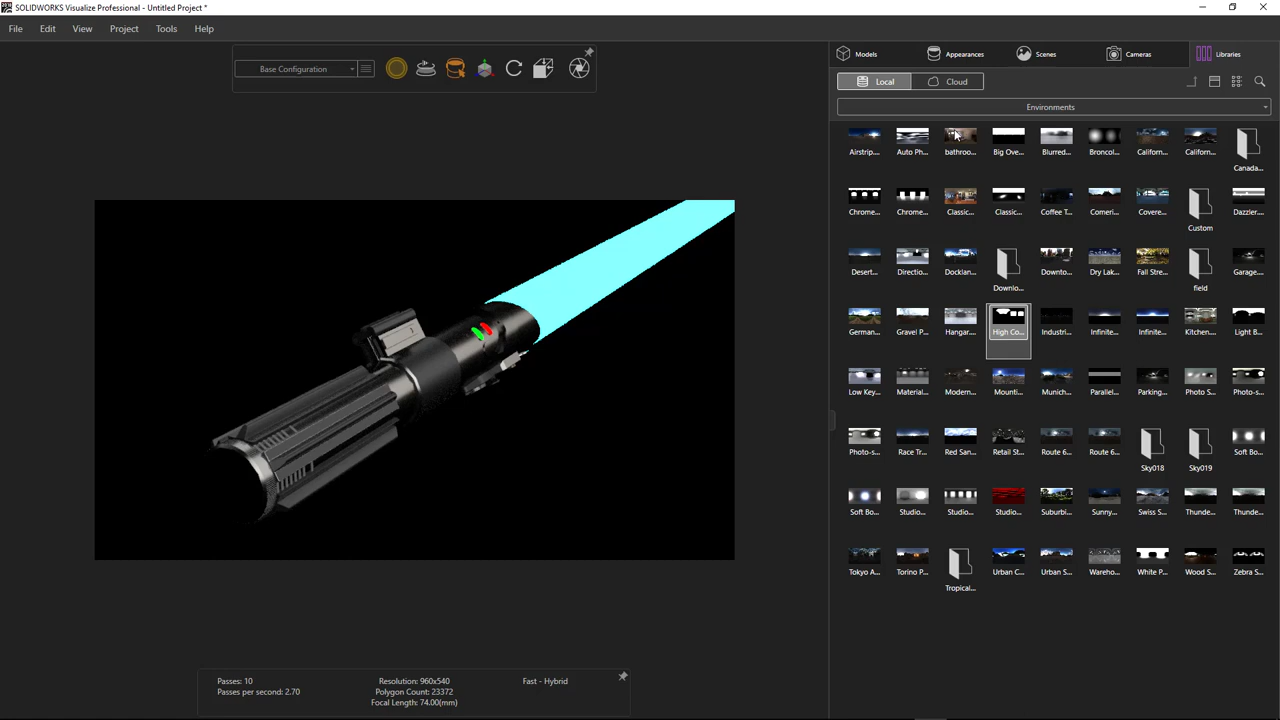 SOLIDWORKS Visualize Professional - Untitled Project *
File Edit View Project Tools Help
Base Configuration
Models Appearances Scenes Cameras Libraries
Local Cloud
Environments
Airstrip... Auto Ph... bathroo... Big Ove... Blurred... Broncol... Californ... Californ... Canada...
Chrome... Chrome... Classic... Classic... Coffee T... Comeri... Covere... Custom Dazzler...
Desert... Directio... Docklan... Downlo... Downto... Dry Lak... Fall Stre... field Garage...
German... Gravel P... Hangar... High Co... Industri... Infinite... Infinite... Kitchen... Light B...
Low Key... Material... Modern... Mounti... Munich... Parallel... Parking... Photo S... Photo-s...
Photo-s... Race Tr... Red San... Retail St... Route 6... Route 6... Sky018 Sky019 Soft Bo...
Soft Bo... Studio... Studio... Studio... Suburbi... Sunny... Swiss S... Thunde... Thunde...
Tokyo A... Torino P... Tropical... Urban C... Urban S... Wareho... White P... Wood S... Zebra S...
Passes: 10 Resolution: 960x540 Fast - Hybrid
Passes per second: 2.70 Polygon Count: 23372
Focal Length: 74.00(mm)